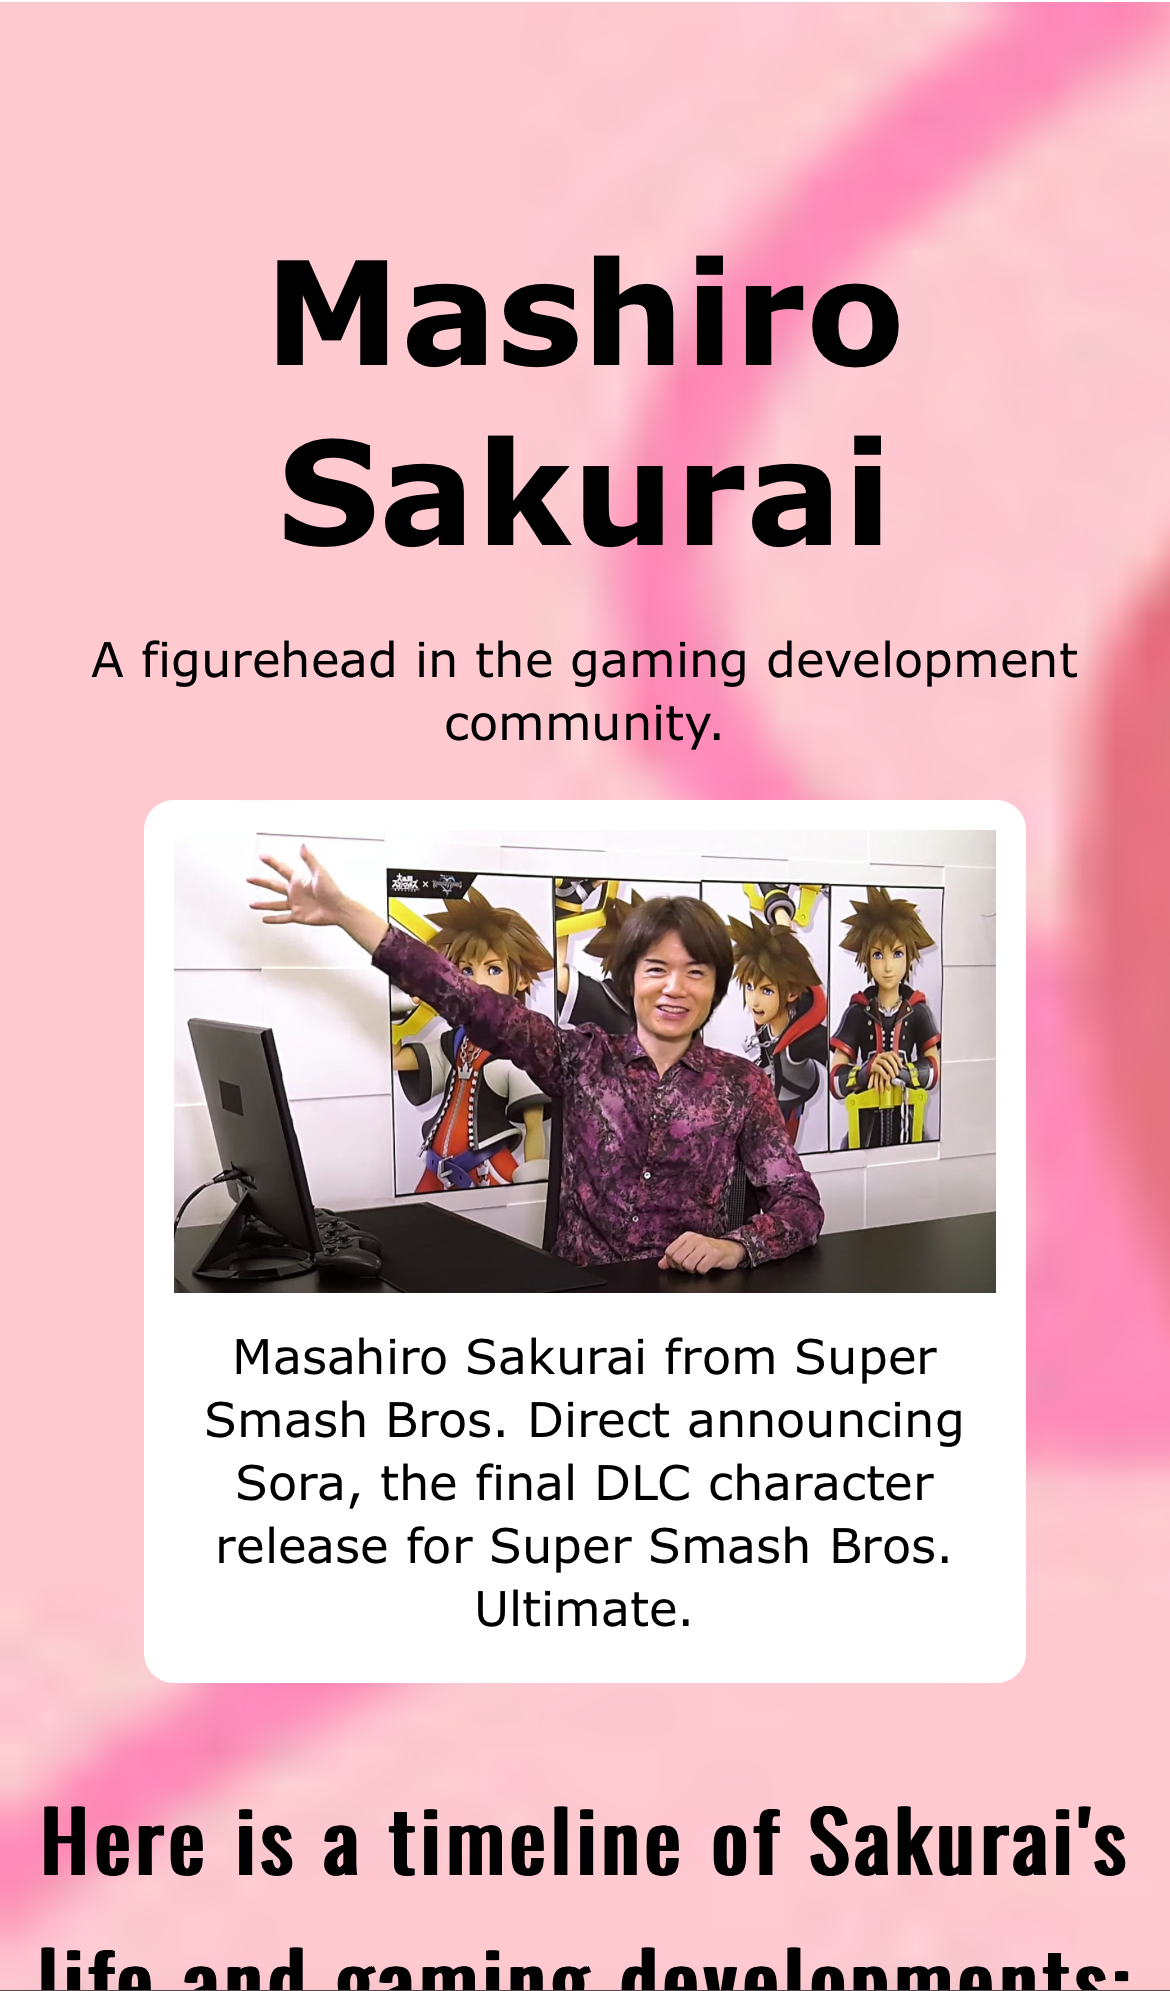 Mashiro
Sakurai
A figurehead in the gaming development
community.
×
Masahiro Sakurai from Super
Smash Bros. Direct announcing
Sora, the final DLC character
release for Super Smash Bros.
Ultimate.
Here is a timeline of Sakurai's
life and gaming developments: